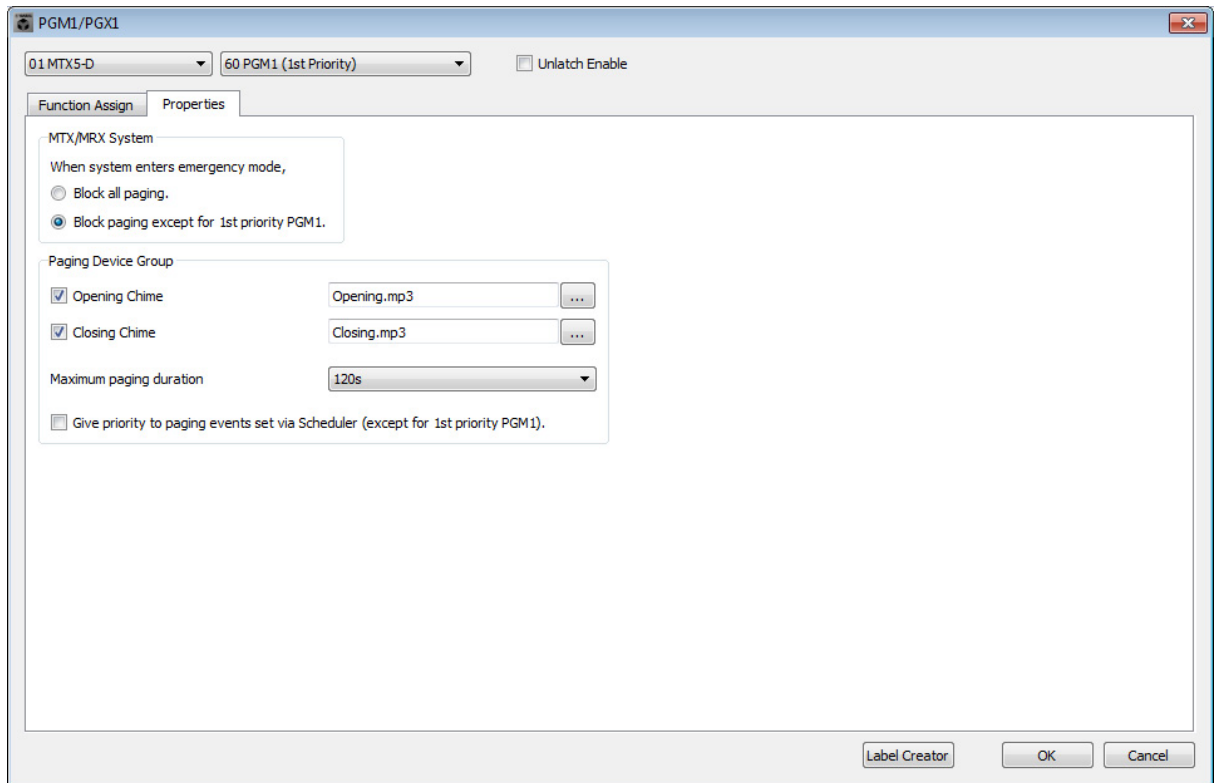 PGM1/PGX1
01 MTX5-D 60 PGM1 (1st Priority) Unlatch Enable
Function Assign Properties
MTX/MRX System
When system enters emergency mode,
Block all paging.
Block paging except for 1st priority PGM1.
Paging Device Group
Opening Chime Opening.mp3 ...
Closing Chime Closing.mp3 ...
Maximum paging duration 120s
Give priority to paging events set via Scheduler (except for 1st priority PGM1).
Label Creator OK Cancel